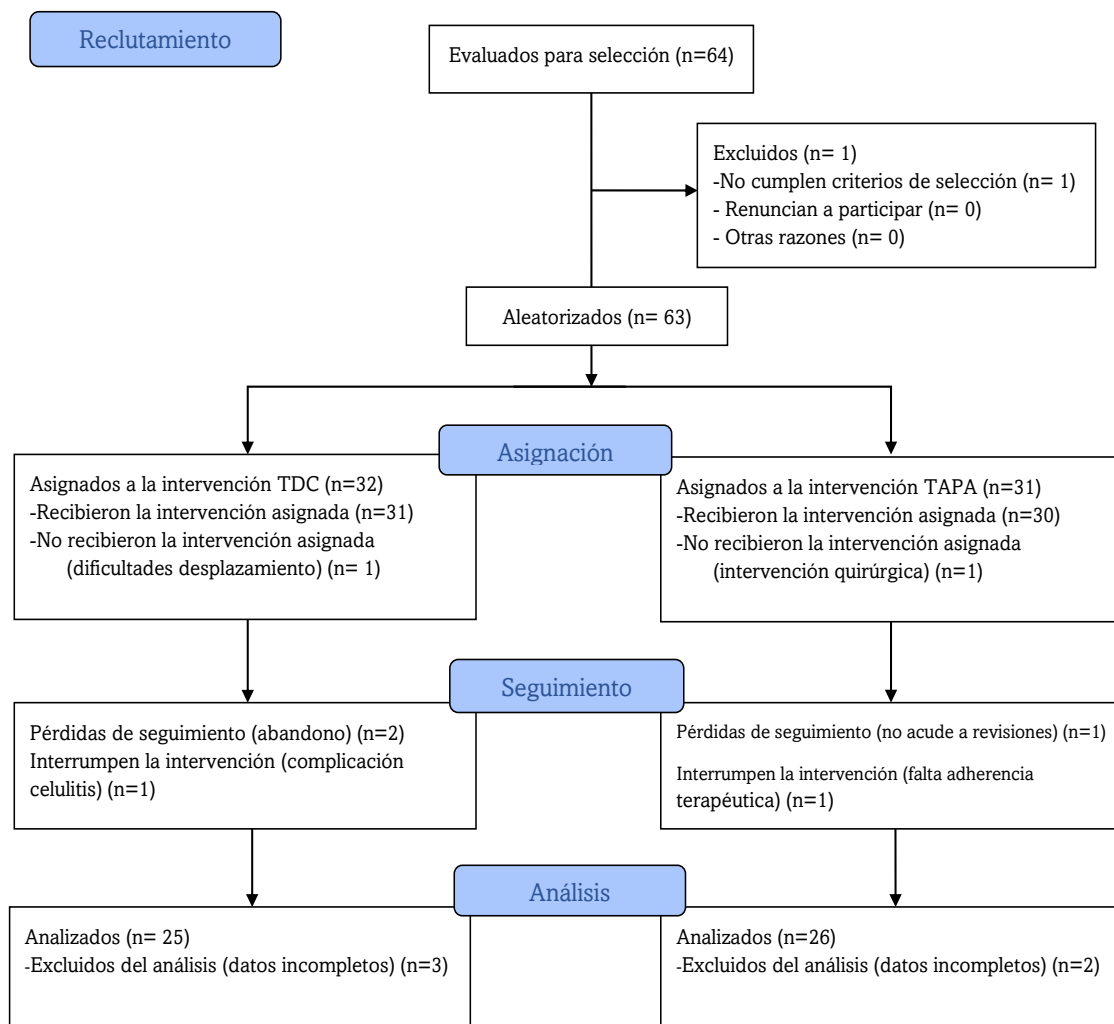 Reclutamiento
Evaluados para selección (n=64)
Excluidos (n= 1)
-No cumplen criterios de selección (n= 1)
- Renuncian a participar (n= 0)
- Otras razones (n= 0)
Aleatorizados (n= 63)
Asignación
Asignados a la intervención TDC (n=32)
-Recibieron la intervención asignada (n=31)
-No recibieron la intervención asignada
(dificultades desplazamiento) (n= 1)
Asignados a la intervención TAPA (n=31)
-Recibieron la intervención asignada (n=30)
-No recibieron la intervención asignada
(intervención quirúrgica) (n=1)
Seguimiento
Pérdidas de seguimiento (abandono) (n=2)
Interrumpen la intervención (complicación
celulitis) (n=1)
Pérdidas de seguimiento (no acude a revisiones) (n=1)
Interrumpen la intervención (falta adherencia
terapéutica) (n=1)
Análisis
Analizados (n= 25)
-Excluidos del análisis (datos incompletos) (n=3)
Analizados (n=26)
-Excluidos del análisis (datos incompletos) (n=2)